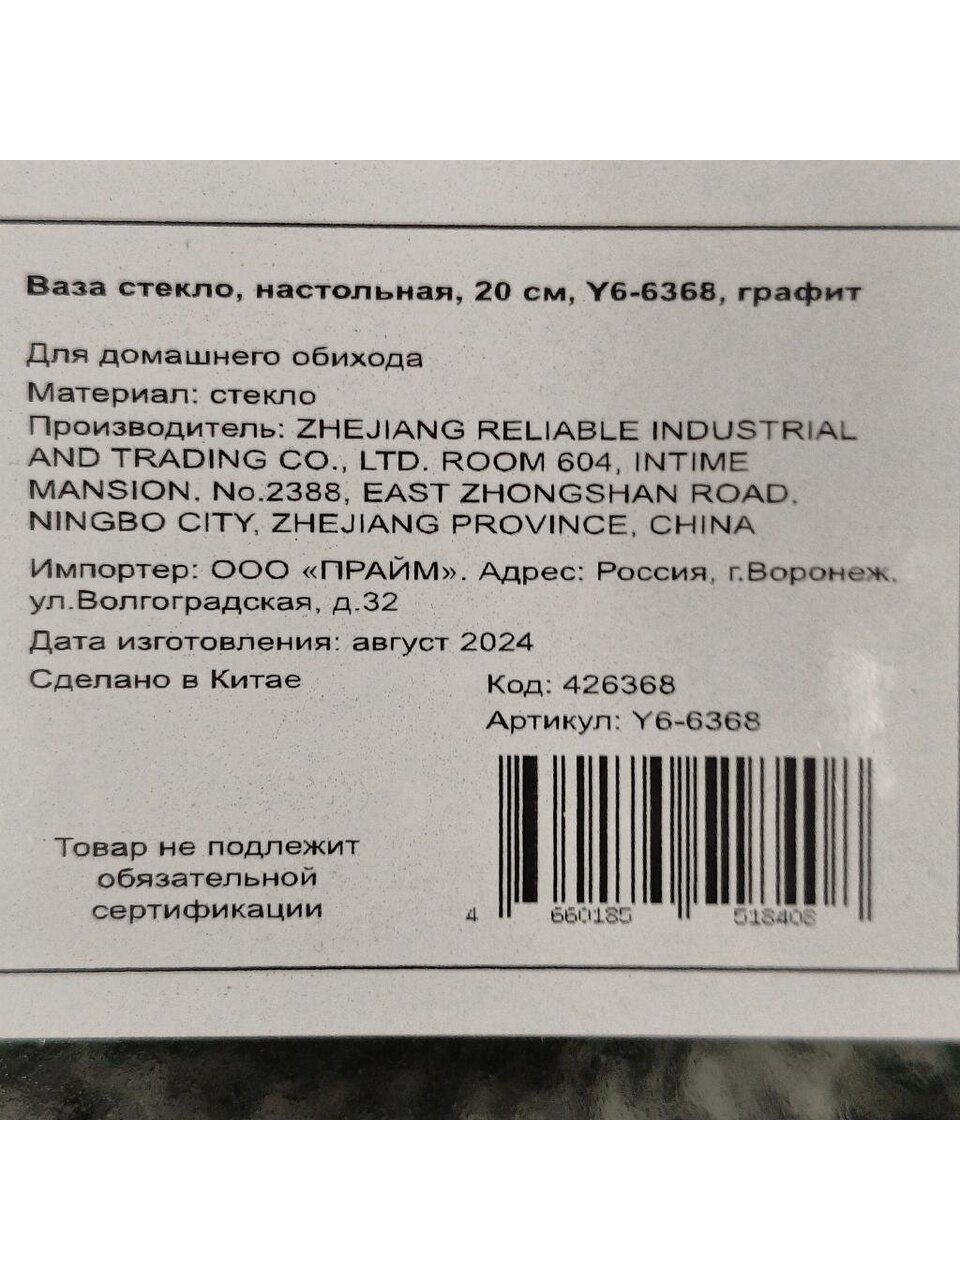 Ваза стекло, настольная, 20 см, Y6-6368, графит
Для домашнего обихода
Материал: стекло
Производитель: ZHEJIANG RELIABLE INDUSTRIAL
AND TRADING CO., LTD. ROOM 604, INTIME
MANSION. No.2388, EAST ZHONGSHAN ROAD.
NINGBO CITY, ZHEJIANG PROVINCE, CHINA
Импортер: ООО «ПРАЙМ». Адрес: Россия, г.Воронеж,
ул.Волгоградская, д.32
Дата изготовления: август 2024
Сделано в Китае
Код: 426368
Артикул: Y6-6368
Товар не подлежит
обязательной
сертификации
4 660185 518408